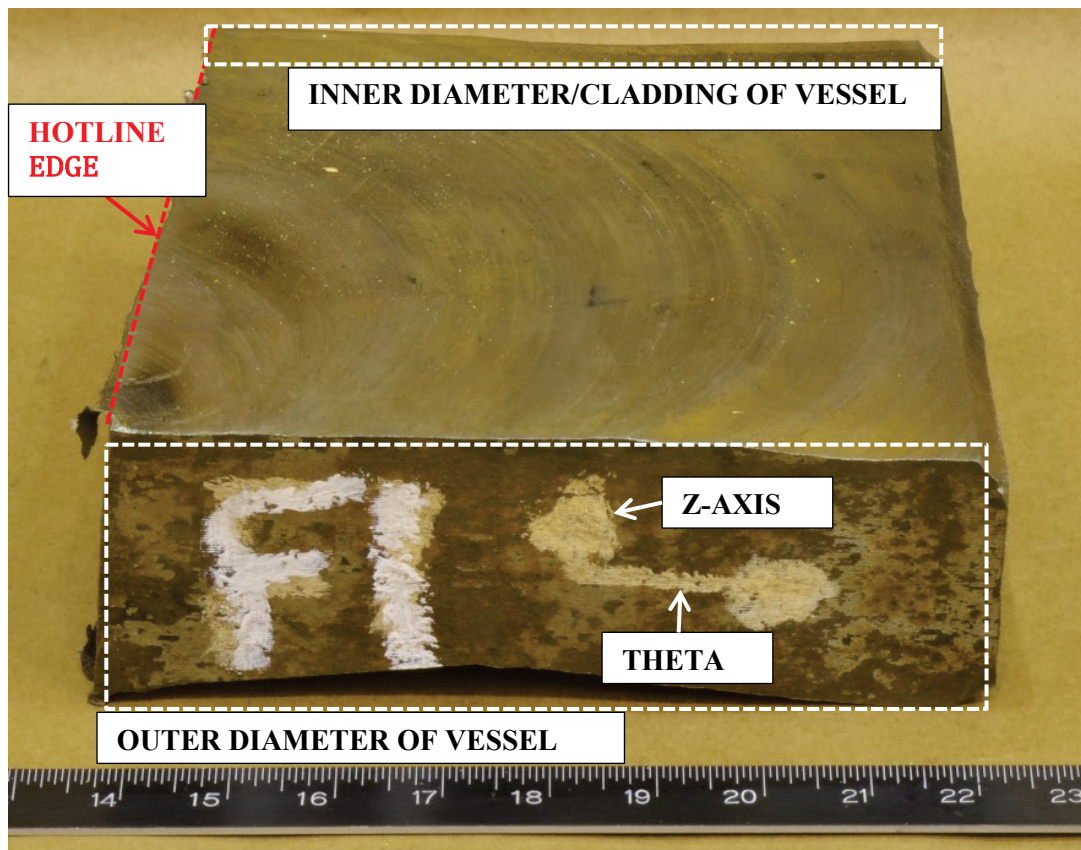 INNER DIAMETER/CLADDING OF VESSEL
HOTLINE
EDGE
FI
Z-AXIS
THETA
OUTER DIAMETER OF VESSEL
14 15 16 17 18 19 20 21 22 23